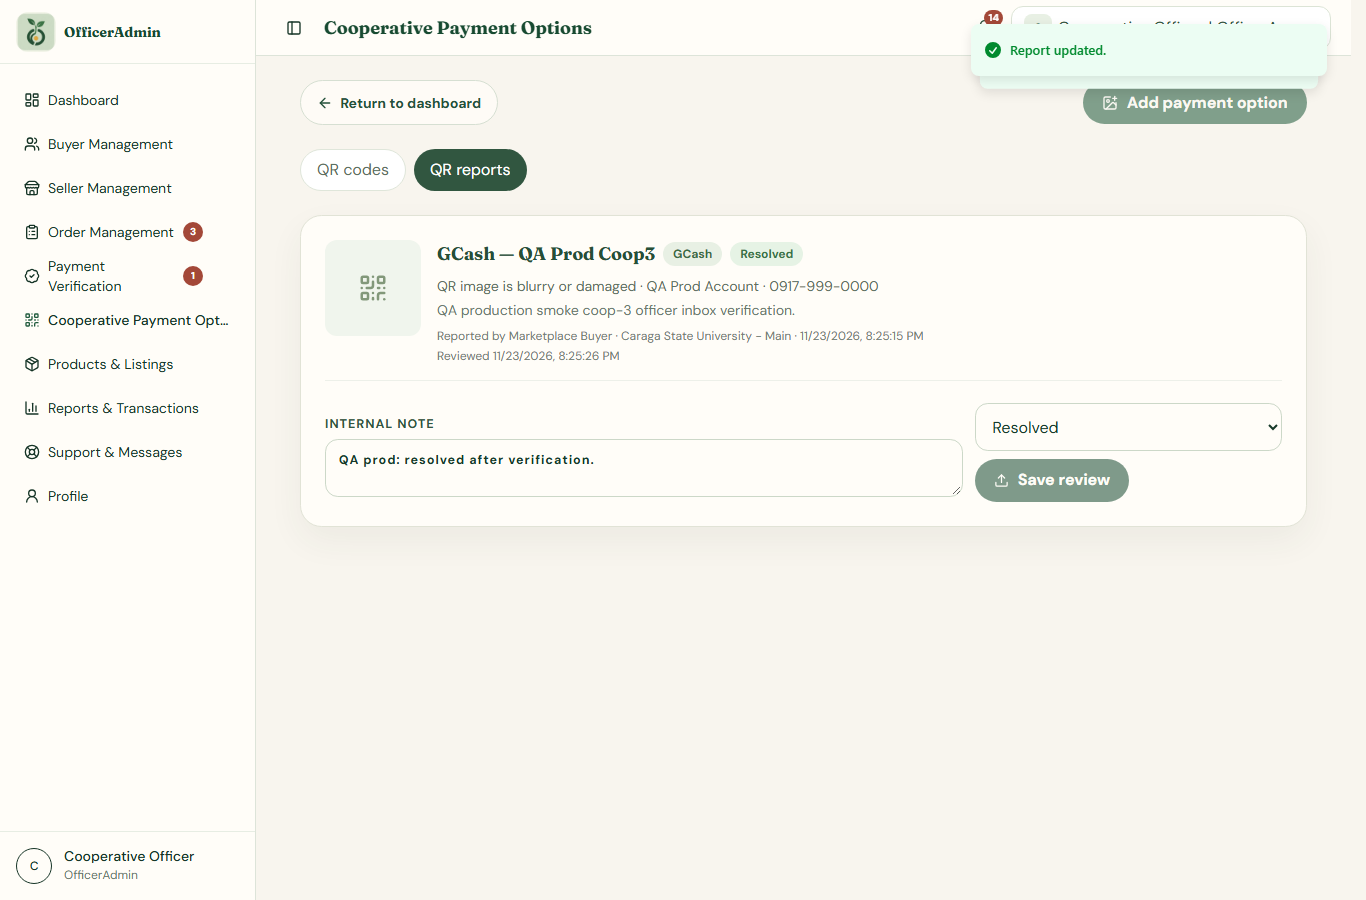 OfficerAdmin
Dashboard
Buyer Management
Seller Management
Order Management 3
Payment
Verification
1
Cooperative Payment Opt...
Products & Listings
Reports & Transactions
Support & Messages
Profile
C
Cooperative Officer
OfficerAdmin
Cooperative Payment Options
14
Report updated.
Return to dashboard
Add payment option
QR codes
QR reports
GCash — QA Prod Coop3
GCash
Resolved
QR image is blurry or damaged · QA Prod Account · 0917-999-0000
QA production smoke coop-3 officer inbox verification.
Reported by Marketplace Buyer · Caraga State University - Main · 11/23/2026, 8:25:15 PM
Reviewed 11/23/2026, 8:25:26 PM
INTERNAL NOTE
QA prod: resolved after verification.
Resolved
Save review